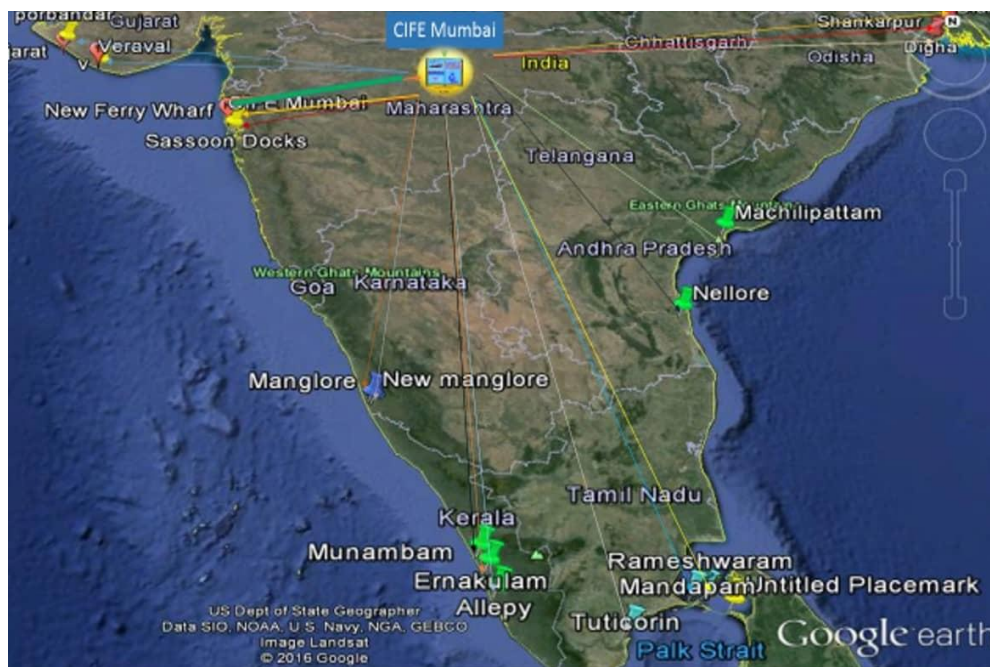 porbandar
Gujarat
jarat
Veraval
V
CIFE Mumbai
Shankarpur
N
Chhattisgarh
Digha
India
Odisha
New Ferry Wharf
CIFE Mumbai
Maharashtra
Sassoon Docks
Telangana
Eastern Ghats Mountains
Machilipattam
Andhra Pradesh
Western Ghats Mountains
Goa
Karnataka
Nellore
Manglore
New manglore
Tamil Nadu
Kerala
Munambam
Rameshwaram
Ernakulam
Mandapam
Untitled Placemark
Allepy
Tuticorin
Palk Strait
US Dept of State Geographer
Data SIO, NOAA, U.S. Navy, NGA, GEBCO
Image Landsat
© 2016 Google
Google earth